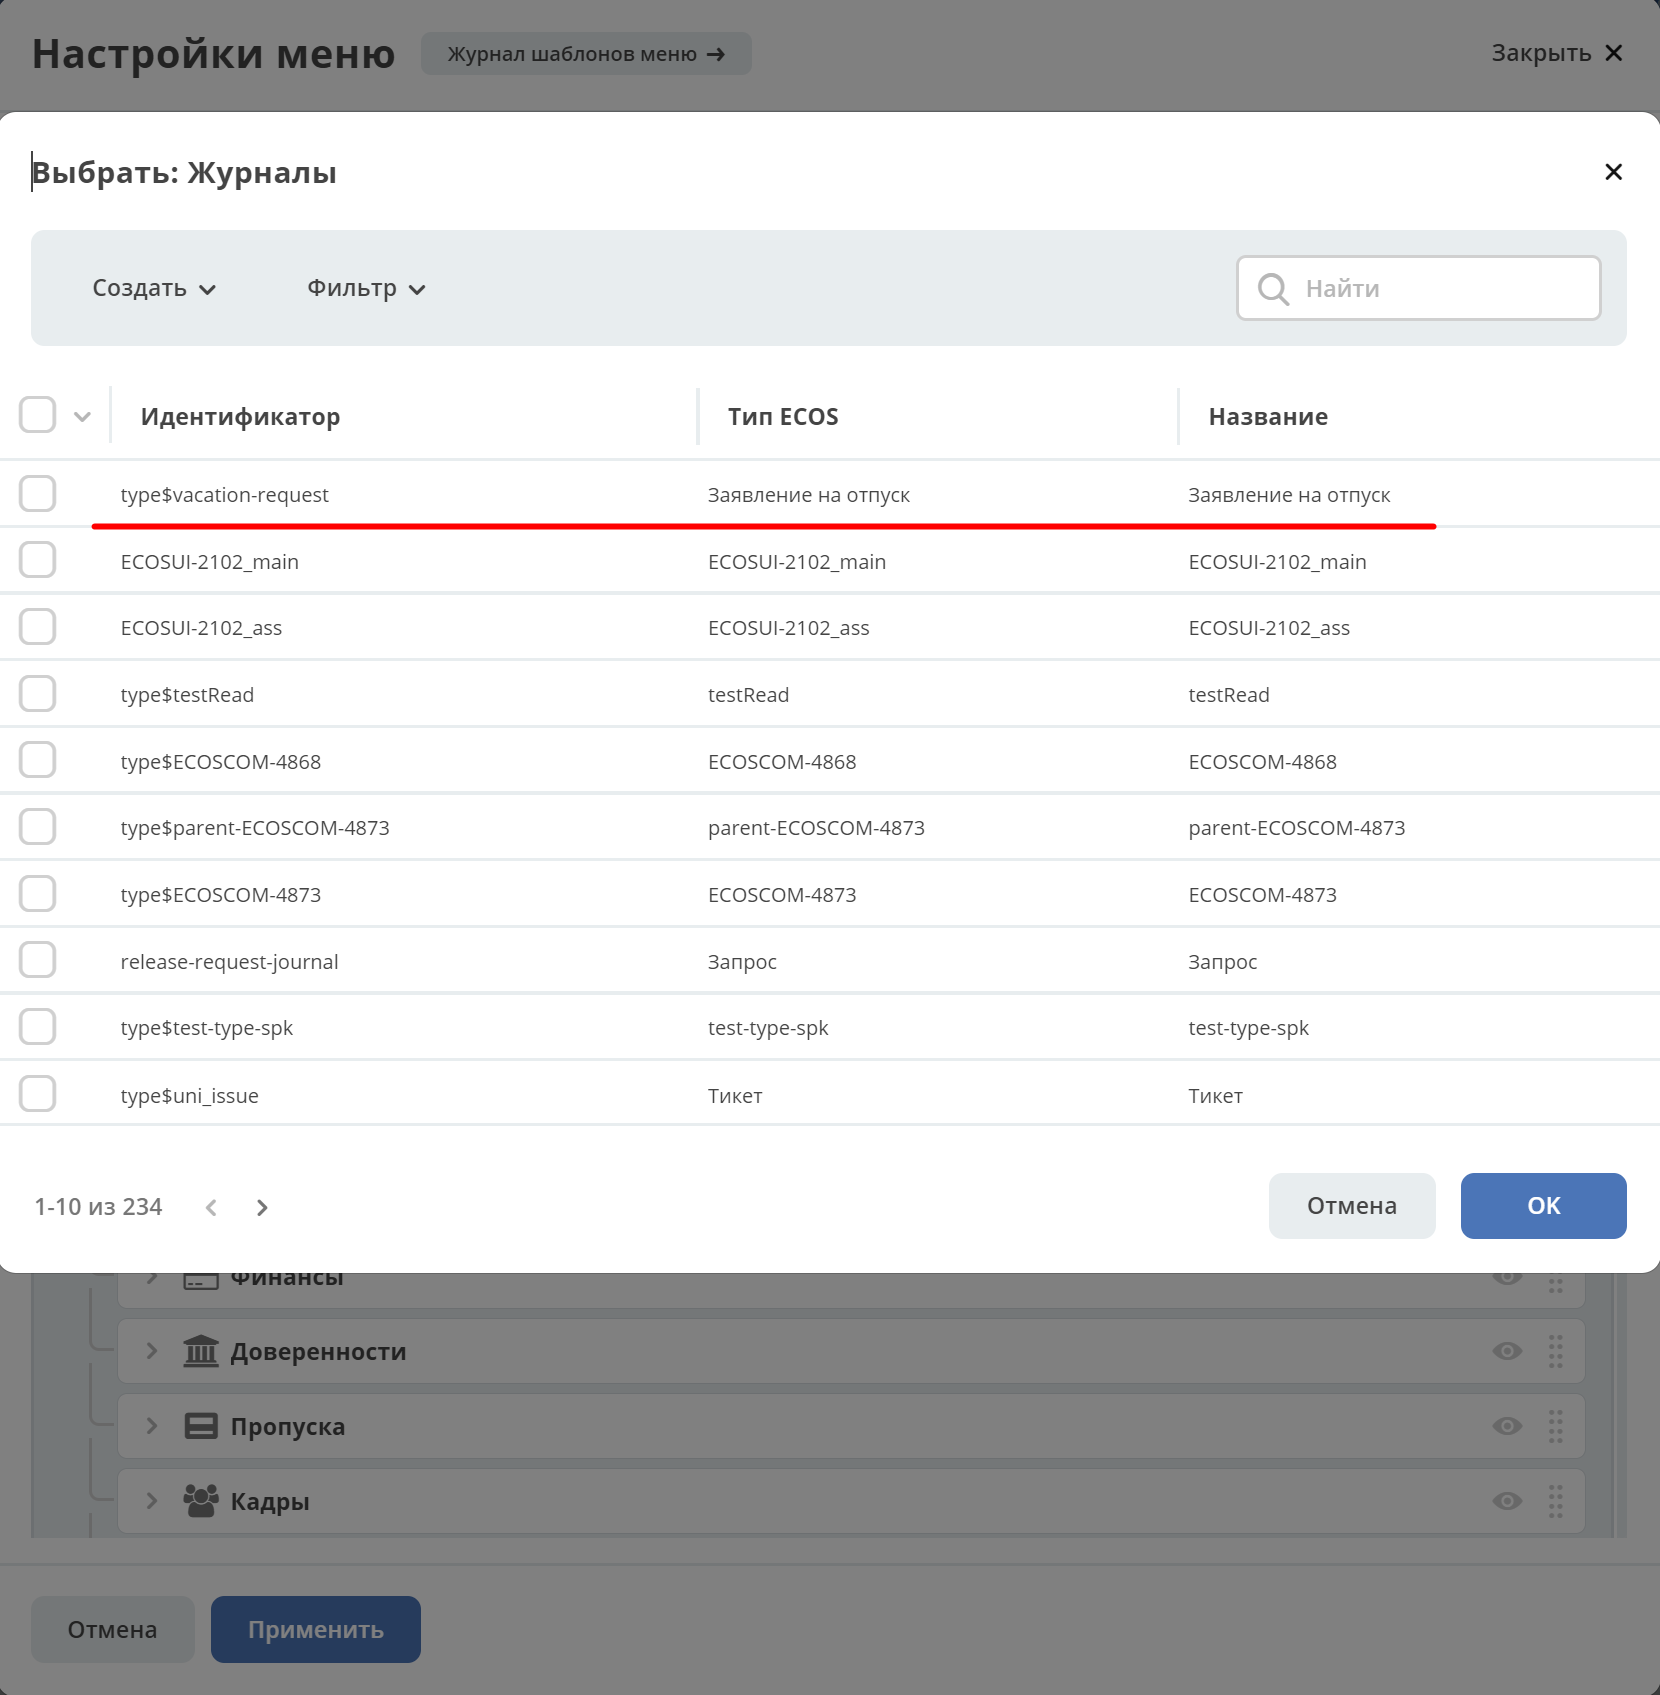 Настройки меню Журнал шаблонов меню → Закрыть
Выбрать: Журналы
Создать Фильтр Найти
Идентификатор Тип ECOS Название
type$vacation-request Заявление на отпуск Заявление на отпуск
ECOSUI-2102_main ECOSUI-2102_main ECOSUI-2102_main
ECOSUI-2102_ass ECOSUI-2102_ass ECOSUI-2102_ass
type$testRead testRead testRead
type$ECOSCOM-4868 ECOSCOM-4868 ECOSCOM-4868
type$parent-ECOSCOM-4873 parent-ECOSCOM-4873 parent-ECOSCOM-4873
type$ECOSCOM-4873 ECOSCOM-4873 ECOSCOM-4873
release-request-journal Запрос Запрос
type$test-type-spk test-type-spk test-type-spk
type$uni_issue Тикет Тикет
1-10 из 234 Отмена OK
Финансы
Доверенности
Пропуска
Кадры
Отмена Применить